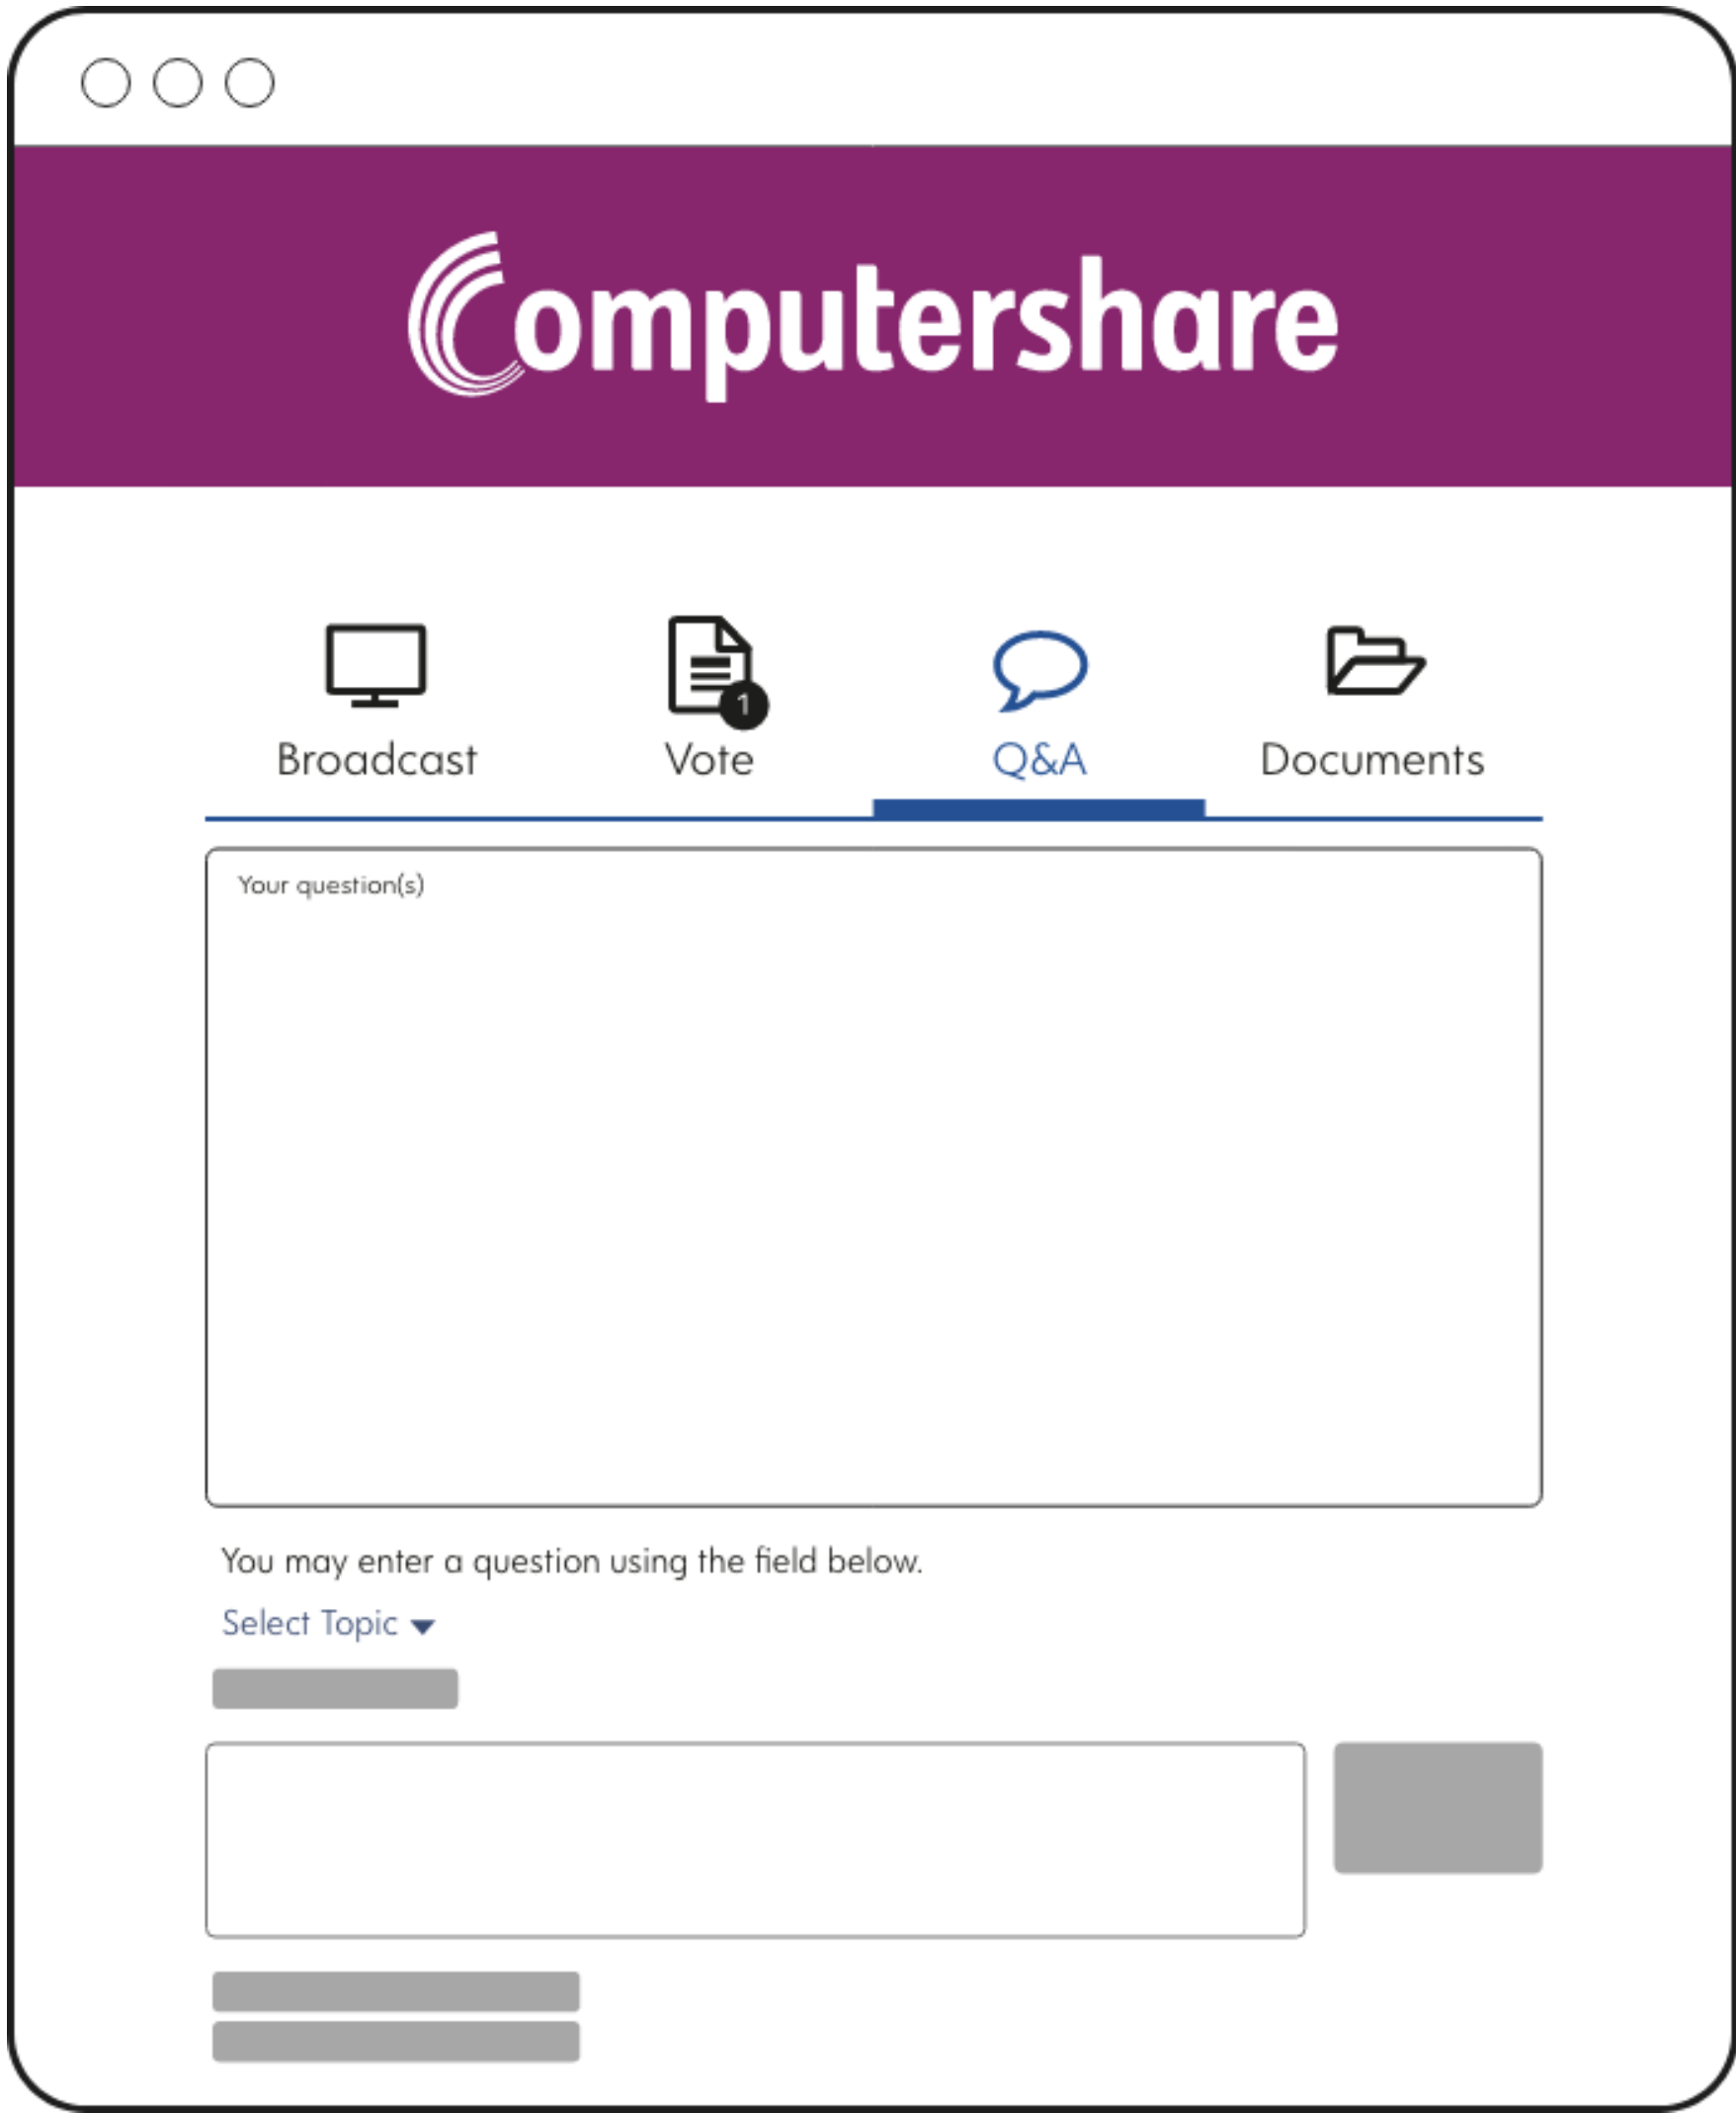 Computershare
Broadcast
1
Vote
Q&A
Documents
Your question(s)
You may enter a question using the field below.
Select Topic